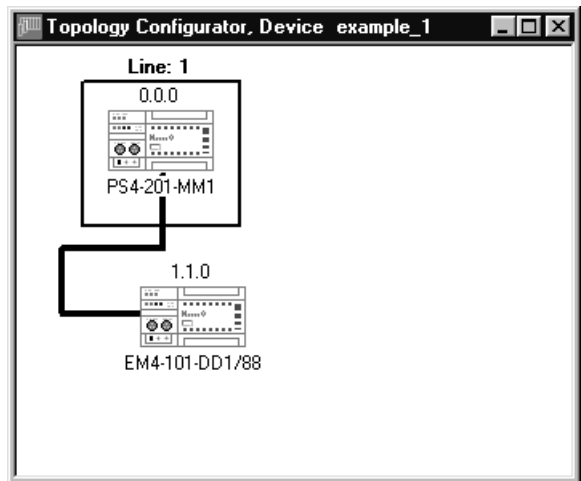 Topology Configurator, Device example_1
Line: 1
0.0.0
PS4-201-MM1
1.1.0
EM4-101-DD1/88